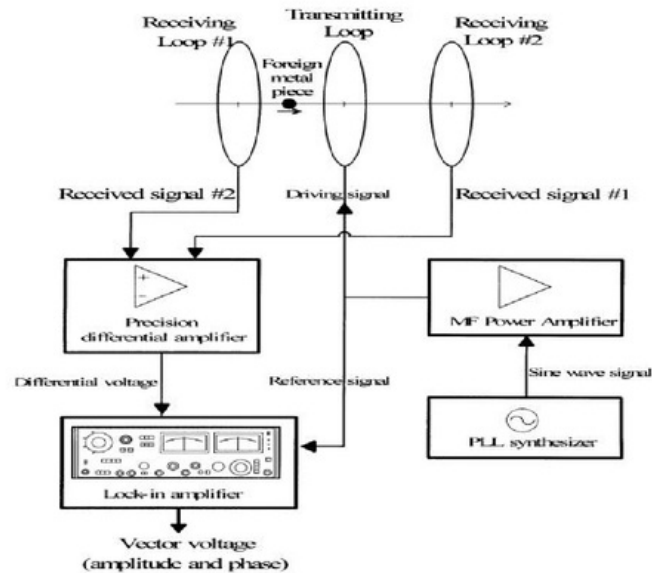 Receiving
Loop #1
Transmitting
Loop
Receiving
Loop #2
Foreign
metal
piece
Received signal #2
Driving signal
Received signal #1
+
−
Precision
differential amplifier
MF Power Amplifier
Differential voltage
Reference signal
Sine wave signal
PLL synthesizer
Lock-in amplifier
Vector voltage
(amplitude and phase)